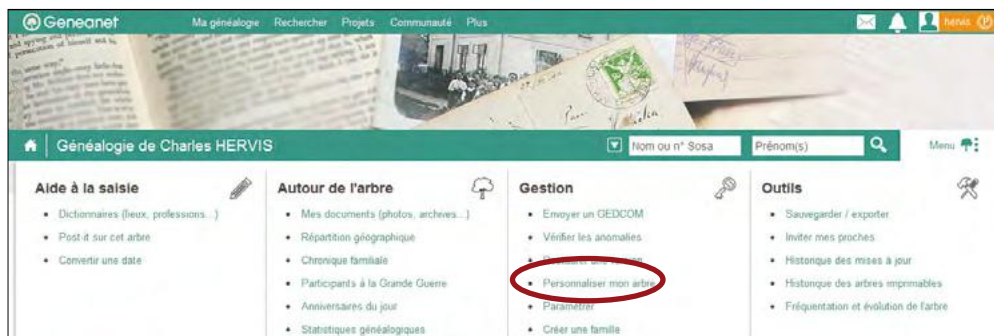 Geneanet
Ma généalogie Rechercher Projets Communauté Plus
hervis
Généalogie de Charles HERVIS
Nom ou n° Sosa
Prénom(s)
Menu
Aide à la saisie
Dictionnaires (lieux, professions...)
Post-it sur cet arbre
Convertir une date
Autour de l'arbre
Mes documents (photos, archives...)
Répartition géographique
Chronique familiale
Participants à la Grande Guerre
Anniversaires du jour
Statistiques généalogiques
Gestion
Envoyer un GEDCOM
Vérifier les anomalies
Personnaliser mon arbre
Paramétrer
Créer une famille
Outils
Sauvegarder / exporter
Inviter mes proches
Historique des mises à jour
Historique des arbres imprimables
Fréquentation et évolution de l'arbre